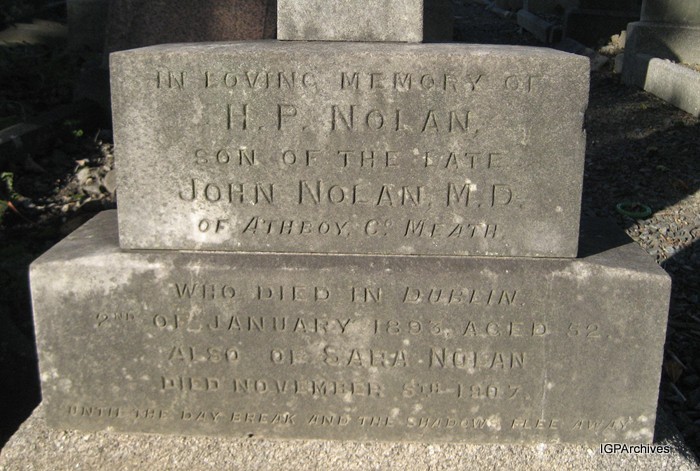 IN LOVING MEMORY OF
H. P. NOLAN,
SON OF THE LATE
JOHN NOLAN, M.D.
OF ATHBOY, Co. MEATH.
WHO DIED IN DUBLIN,
2ND OF JANUARY 1893, AGED 62.
ALSO OF SARA NOLAN
DIED NOVEMBER 1907.
UNTIL THE DAY BREAK AND THE SHADOWS FLEE AWAY
IGPArchives